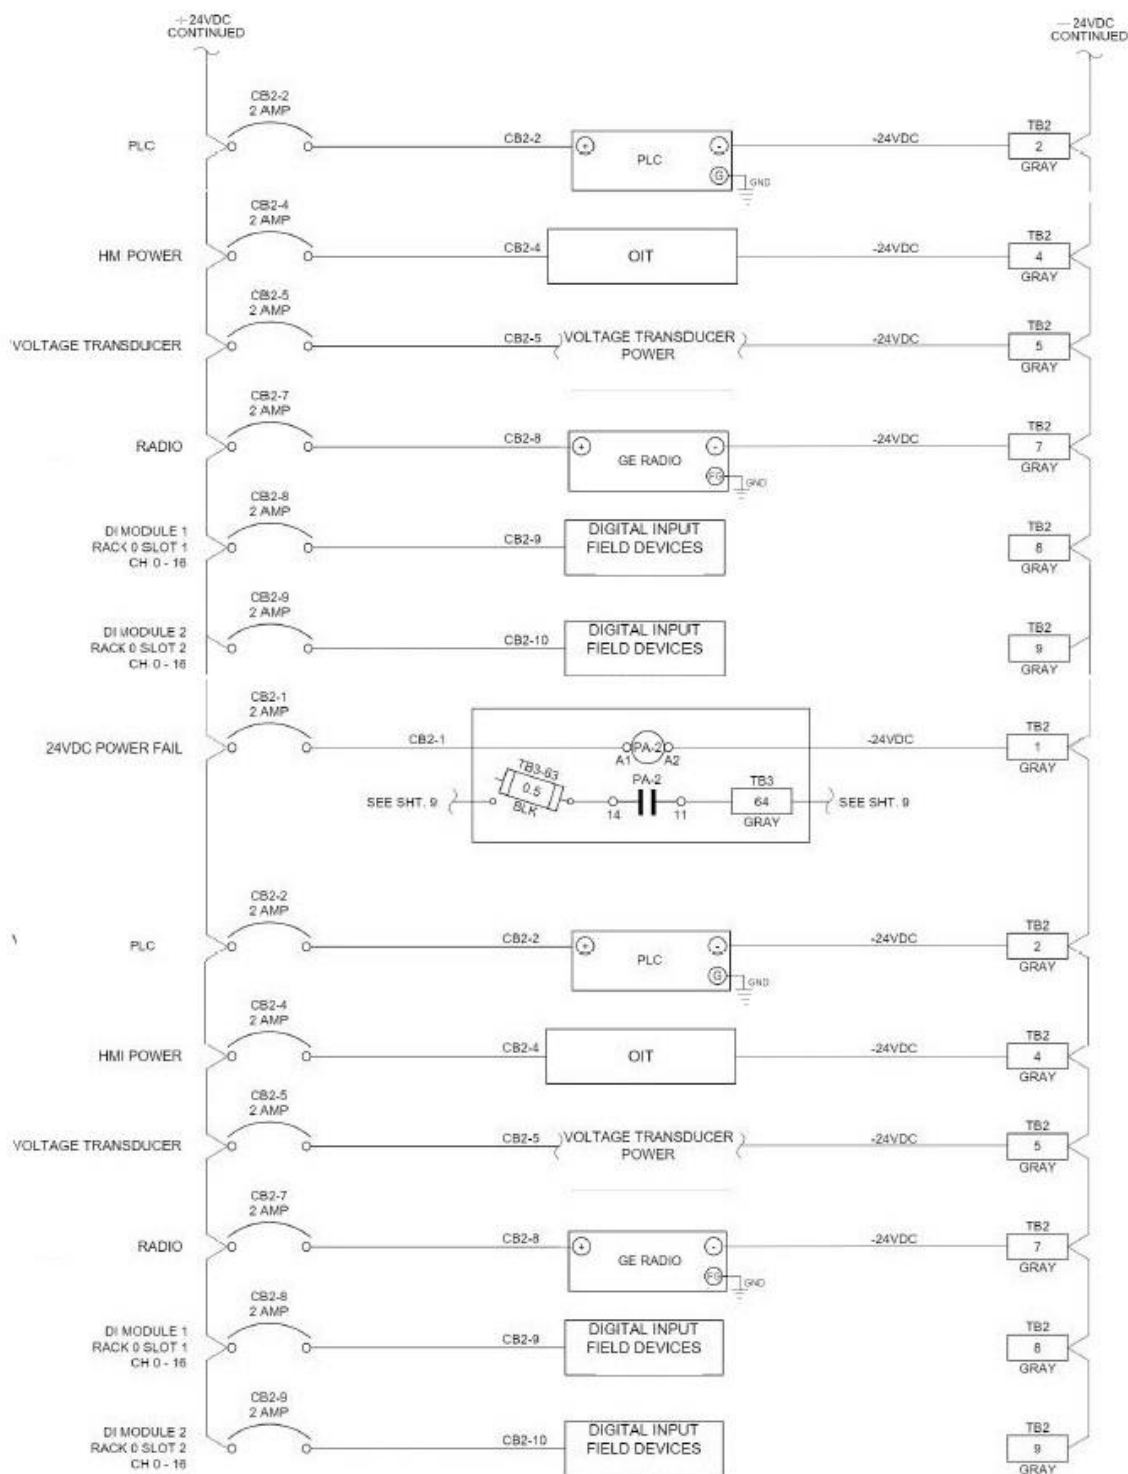 +24VDC
CONTINUED
—24VDC
CONTINUED
CB2-2
2 AMP
PLC
CB2-2
+
PLC
-
G
GND
-24VDC
TB2
2
GRAY
CB2-4
2 AMP
HM POWER
CB2-4
OIT
-24VDC
TB2
4
GRAY
CB2-5
2 AMP
VOLTAGE TRANSDUICER
CB2-5
VOLTAGE TRANSDUCER
POWER
-24VDC
TB2
5
GRAY
CB2-7
2 AMP
RADIO
CB2-8
+
GE RADIO
-
FG
GND
-24VDC
TB2
7
GRAY
CB2-8
2 AMP
DI MODULE 1
RACK 0 SLOT 1
CH 0 - 16
CB2-9
DIGITAL INPUT
FIELD DEVICES
TB2
8
GRAY
CB2-9
2 AMP
DI MODULE 2
RACK 0 SLOT 2
CH 0 - 16
CB2-10
DIGITAL INPUT
FIELD DEVICES
TB2
9
GRAY
CB2-1
2 AMP
24VDC POWER FAIL
CB2-1
PA-2
A1
A2
-24VDC
TB2
1
GRAY
SEE SHT. 9
TB3-63
0.5
BLK
PA-2
14
11
TB3
64
GRAY
SEE SHT. 9
CB2-2
2 AMP
PLC
CB2-2
+
PLC
-
G
GND
-24VDC
TB2
2
GRAY
CB2-4
2 AMP
HMI POWER
CB2-4
OIT
-24VDC
TB2
4
GRAY
CB2-5
2 AMP
VOLTAGE TRANSDUCER
CB2-5
VOLTAGE TRANSDUCER
POWER
-24VDC
TB2
5
GRAY
CB2-7
2 AMP
RADIO
CB2-8
+
GE RADIO
-
FG
GND
-24VDC
TB2
7
GRAY
CB2-8
2 AMP
DI MODULE 1
RACK 0 SLOT 1
CH 0 - 16
CB2-9
DIGITAL INPUT
FIELD DEVICES
TB2
8
GRAY
CB2-9
2 AMP
DI MODULE 2
RACK 0 SLOT 2
CH 0 - 16
CB2-10
DIGITAL INPUT
FIELD DEVICES
TB2
9
GRAY